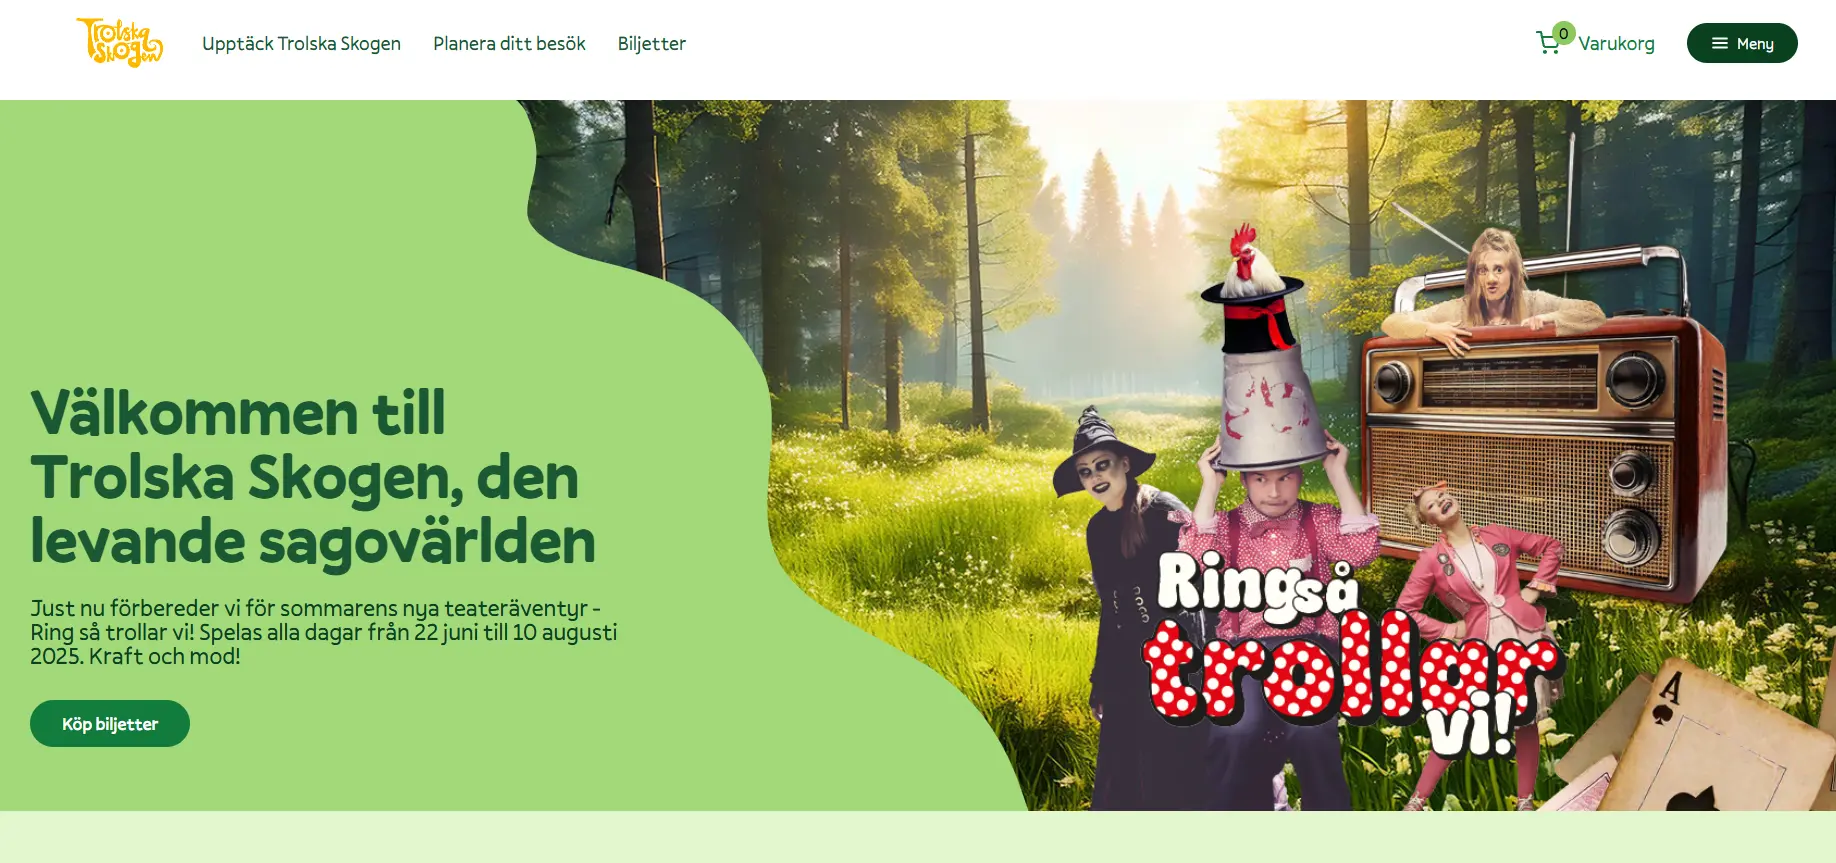 Trolska
Skogen
Upptäck Trolska Skogen
Planera ditt besök
Biljetter
0
Varukorg
Meny
Välkommen till
Trolska Skogen, den
levande sagovärlden
Just nu förbereder vi för sommarens nya teateräventyr -
Ring så trollar vi! Spelas alla dagar från 22 juni till 10 augusti
2025. Kraft och mod!
Köp biljetter
Ring så
trollar
vi!
A